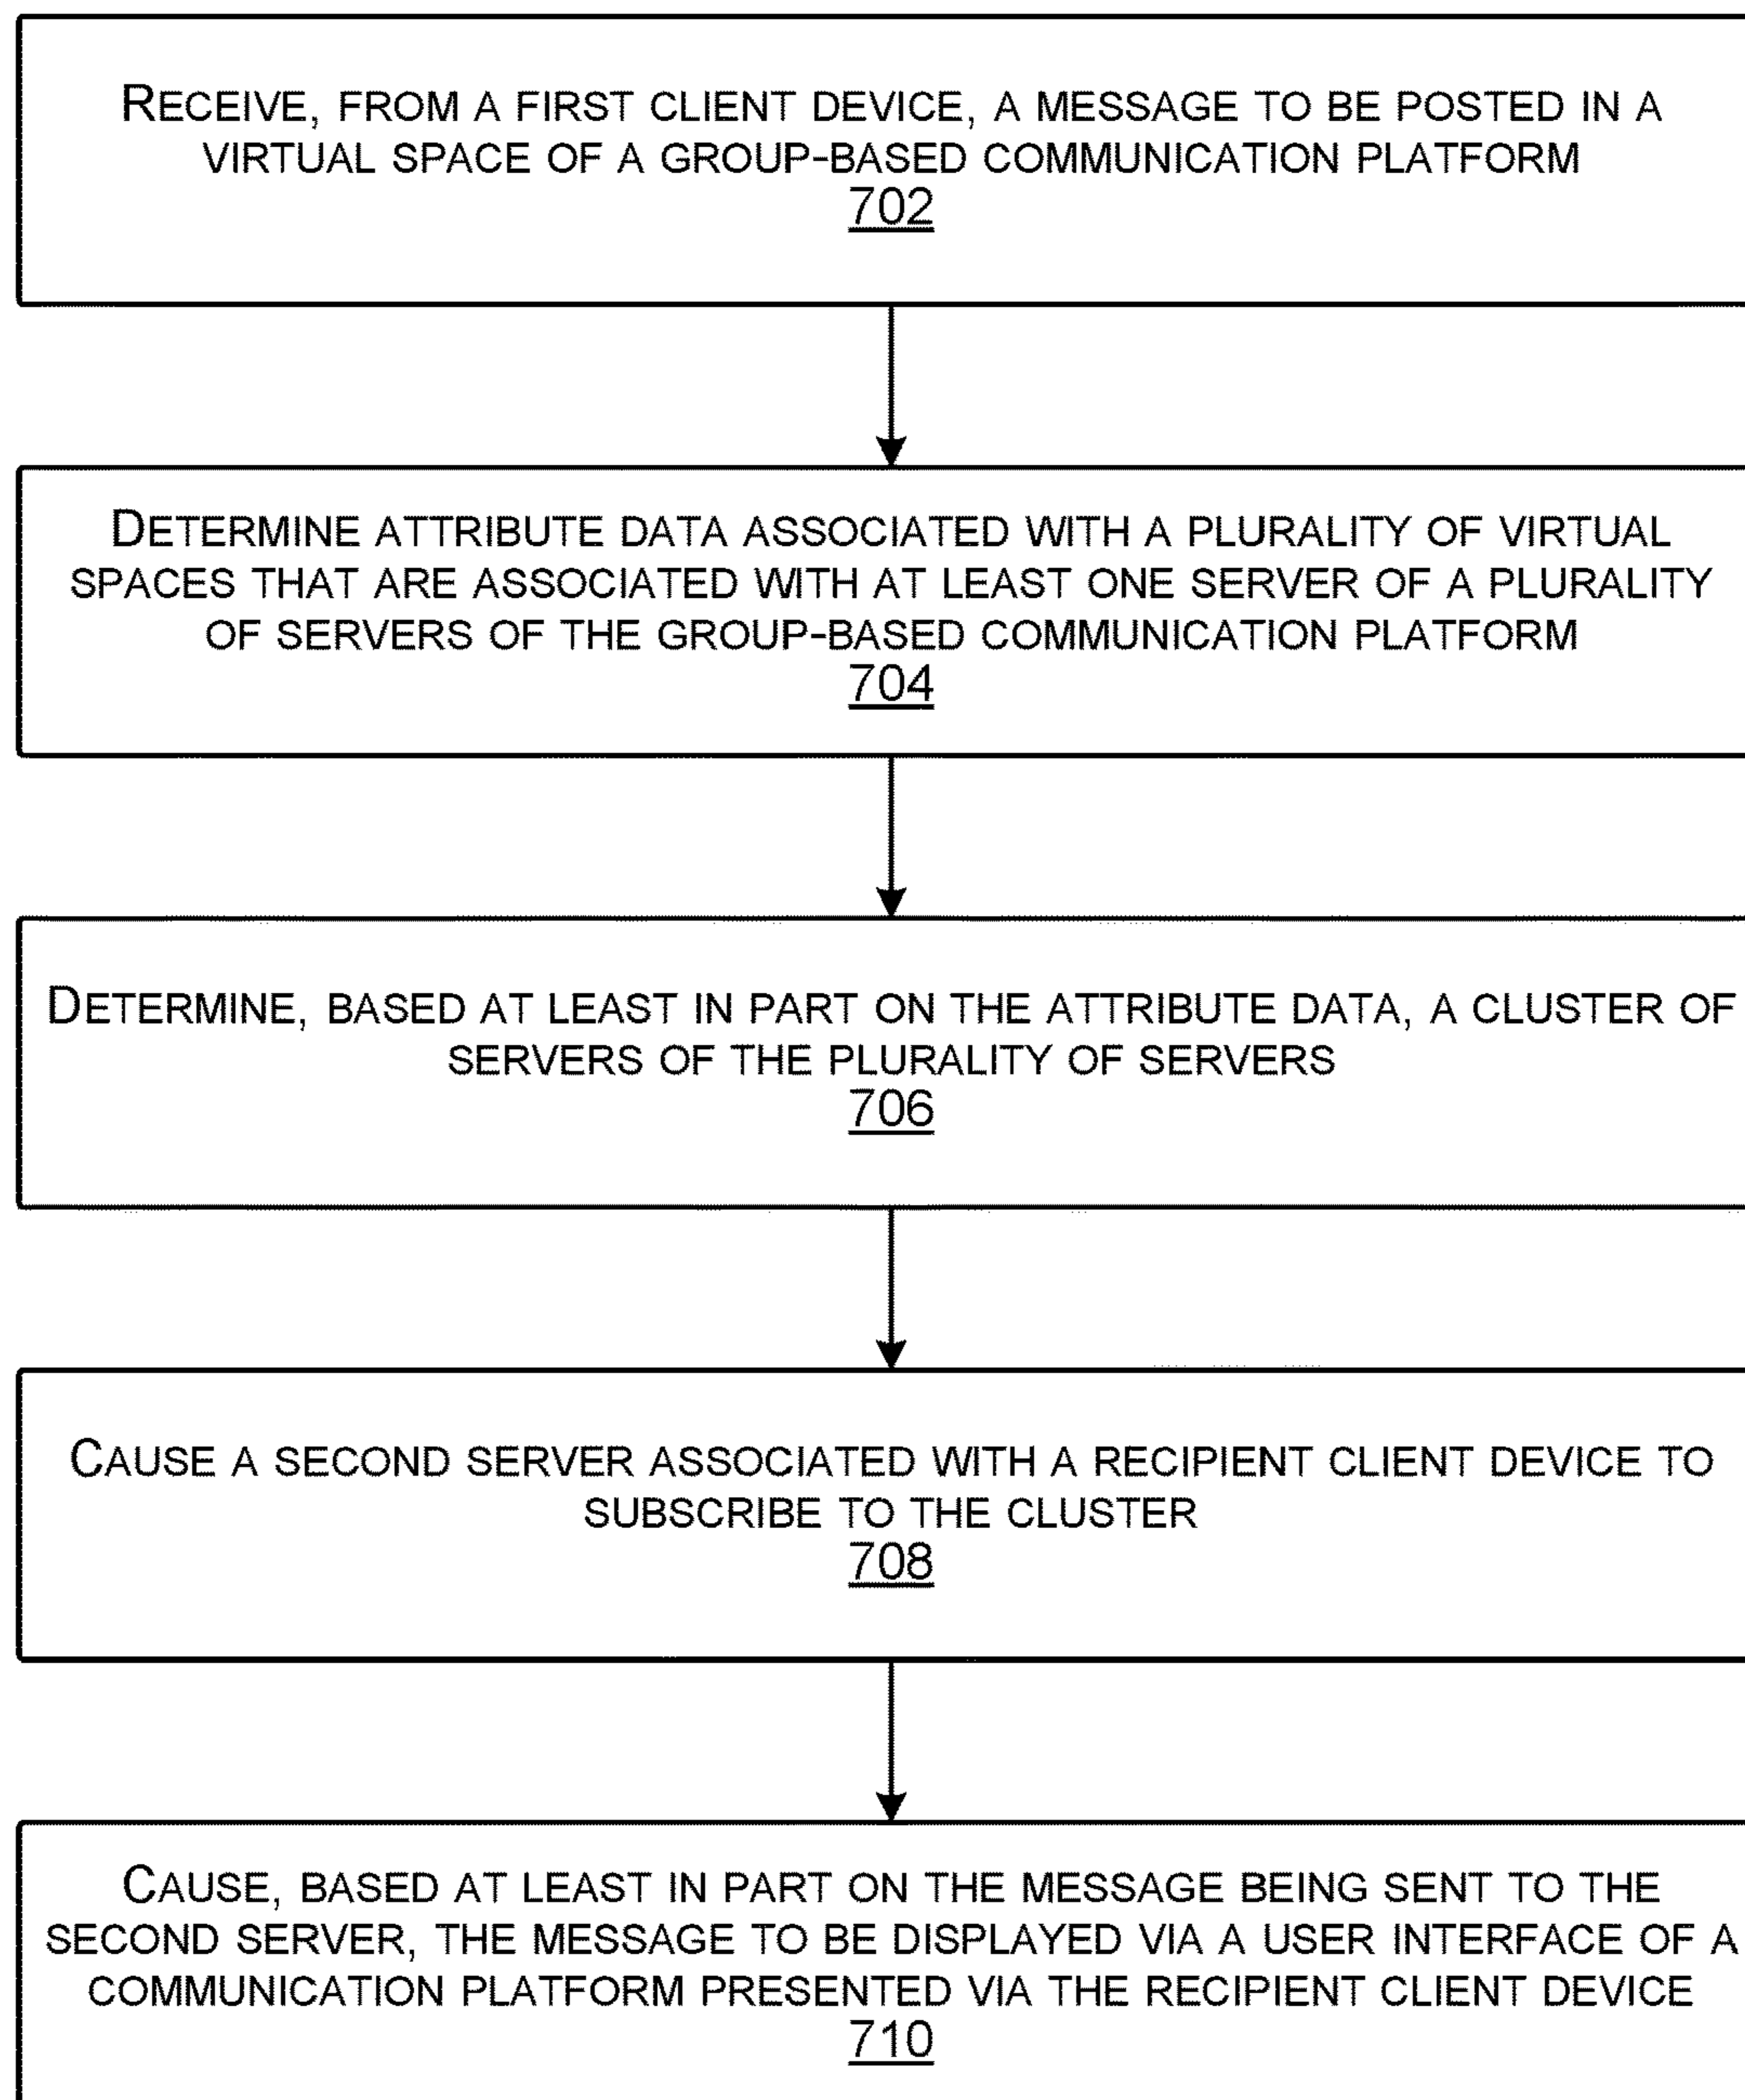 RECEIVE, FROM A FIRST CLIENT DEVICE, A MESSAGE TO BE POSTED IN A
VIRTUAL SPACE OF A GROUP-BASED COMMUNICATION PLATFORM
702
DETERMINE ATTRIBUTE DATA ASSOCIATED WITH A PLURALITY OF VIRTUAL
SPACES THAT ARE ASSOCIATED WITH AT LEAST ONE SERVER OF A PLURALITY
OF SERVERS OF THE GROUP-BASED COMMUNICATION PLATFORM
704
DETERMINE, BASED AT LEAST IN PART ON THE ATTRIBUTE DATA, A CLUSTER OF
SERVERS OF THE PLURALITY OF SERVERS
706
CAUSE A SECOND SERVER ASSOCIATED WITH A RECIPIENT CLIENT DEVICE TO
SUBSCRIBE TO THE CLUSTER
708
CAUSE, BASED AT LEAST IN PART ON THE MESSAGE BEING SENT TO THE
SECOND SERVER, THE MESSAGE TO BE DISPLAYED VIA A USER INTERFACE OF A
COMMUNICATION PLATFORM PRESENTED VIA THE RECIPIENT CLIENT DEVICE
710